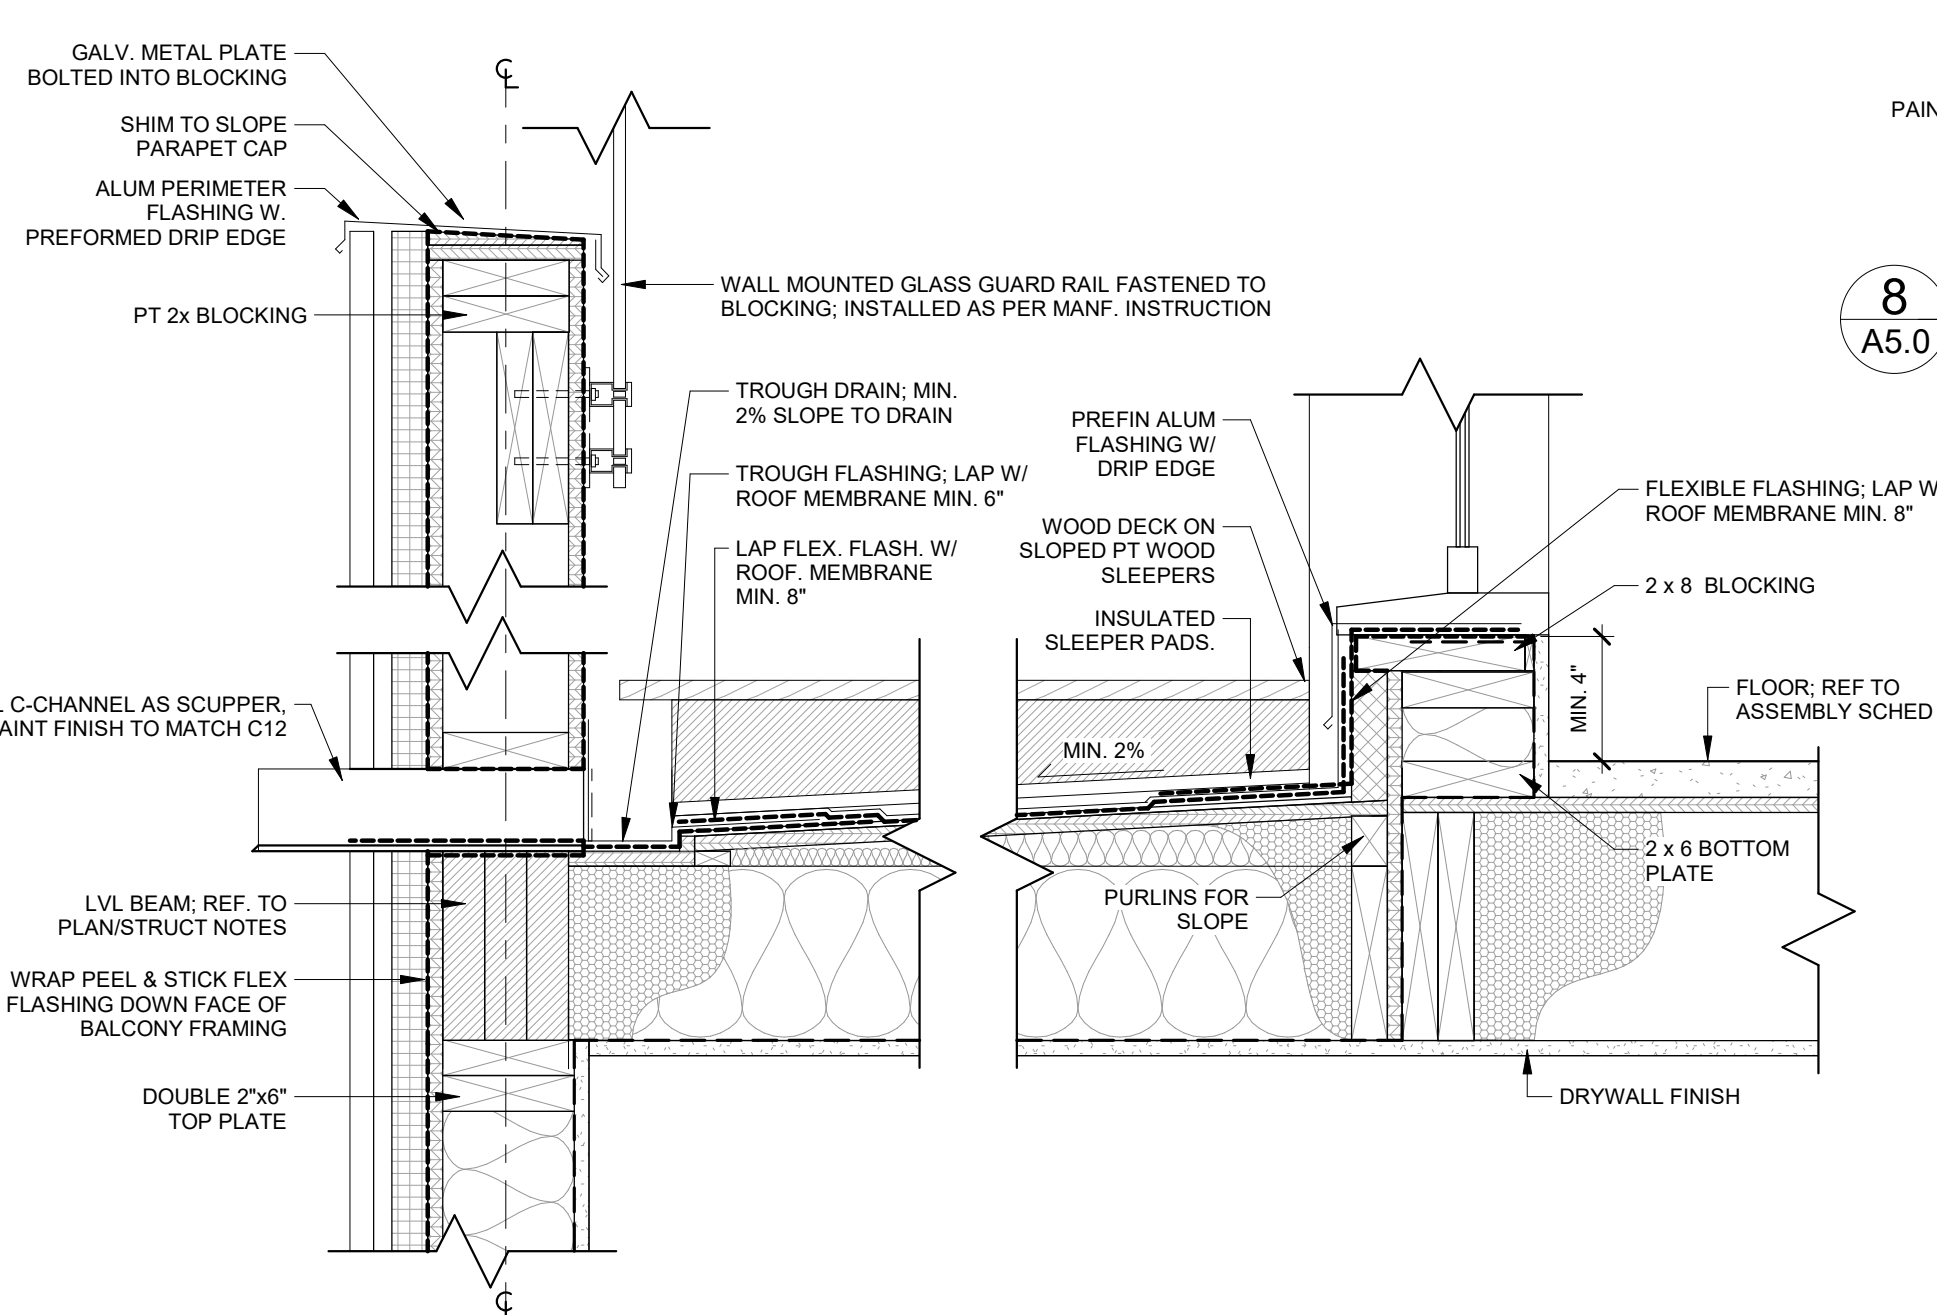 GALV. METAL PLATE
BOLTED INTO BLOCKING
SHIM TO SLOPE
PARAPET CAP
ALUM PERIMETER
FLASHING W.
PREFORMED DRIP EDGE
PT 2x BLOCKING
L C-CHANNEL AS SCUPPER,
AINT FINISH TO MATCH C12
LVL BEAM; REF. TO
PLAN/STRUCT NOTES
WRAP PEEL & STICK FLEX
FLASHING DOWN FACE OF
BALCONY FRAMING
DOUBLE 2"x6"
TOP PLATE
WALL MOUNTED GLASS GUARD RAIL FASTENED TO
BLOCKING; INSTALLED AS PER MANF. INSTRUCTION
TROUGH DRAIN; MIN.
2% SLOPE TO DRAIN
TROUGH FLASHING; LAP W/
ROOF MEMBRANE MIN. 6"
LAP FLEX. FLASH. W/
ROOF. MEMBRANE
MIN. 8"
PREFIN ALUM
FLASHING W/
DRIP EDGE
WOOD DECK ON
SLOPED PT WOOD
SLEEPERS
INSULATED
SLEEPER PADS.
MIN. 2%
PURLINS FOR
SLOPE
PAIN
8
A5.0
FLEXIBLE FLASHING; LAP W
ROOF MEMBRANE MIN. 8"
2 x 8 BLOCKING
MIN. 4"
FLOOR; REF TO
ASSEMBLY SCHED
2 x 6 BOTTOM
PLATE
DRYWALL FINISH